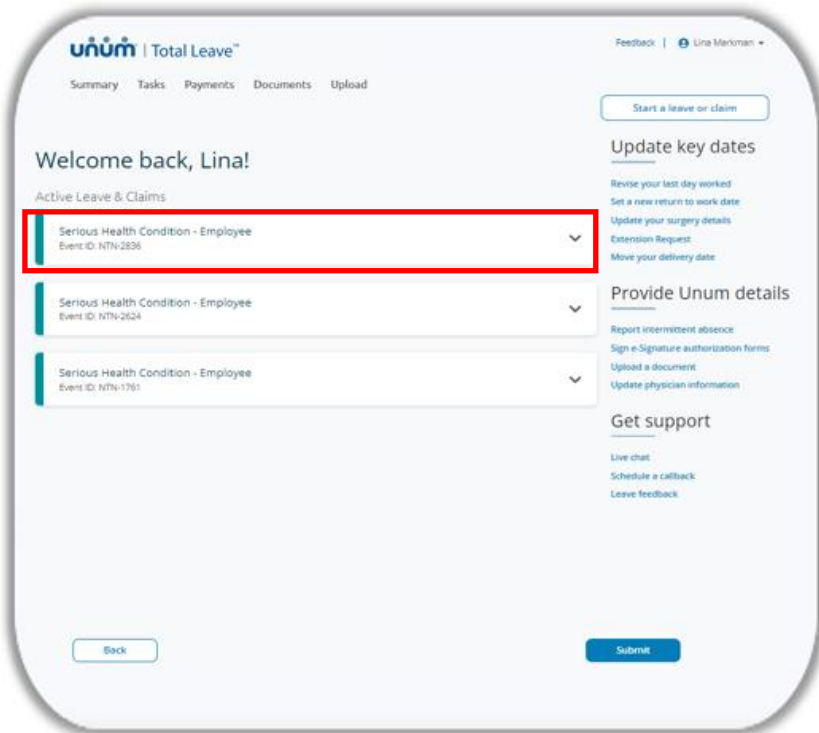 unum | Total Leave™
Feedback | Lina Merkman
Summary Tasks Payments Documents Upload
Start a leave or claim
Welcome back, Lina!
Active Leave & Claims
Serious Health Condition - Employee
Event ID: NTN-2836
Serious Health Condition - Employee
Event ID: NTN-2624
Serious Health Condition - Employee
Event ID: NTN-1761
Update key dates
Revise your last day worked
Set a new return to work date
Update your surgery details
Extension Request
Move your delivery date
Provide Unum details
Report intermittent absence
Sign e-Signature authorization forms
Upload a document
Update physician information
Get support
Live chat
Schedule a callback
Leave feedback
Back
Submit